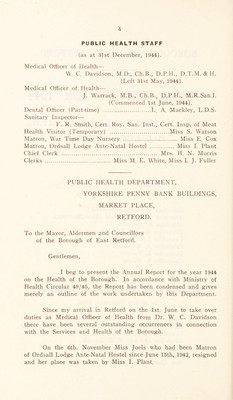 4
PUBLIC HEALTH STAFF
(as at 31st December, 1944).
Medical Officer of Health—
W. C. Davidson, M.D., Ch.B., D.P.H., D.T.M. & H.
(Left 31st May, 1944).
Medical Officer of Health—
J. Warrack, M.B., Ch.B., D.P.H., M.R.San.I.
(Commenced 1st June, 1944).
Dental Officer (Part-time) ..................I. A. Mackley, L.D.S.
Sanitary Inspector—
F. R. Smith, Cert. Roy. San. Inst., Cert. Insp. of Meat
Health Visitor (Temporary) .....................Miss S. Watson
Matron, War Time Day Nursery .................. Miss E. Cox
Matron, Ordsall Lodge Ante-Natal Hostel ......... Miss I. Plant
Chief Clerk .................................... Mrs. H. N. Morris
Clerks ...................... Miss M. E. White, Miss I. J. Fuller
PUBLIC HEALTH DEPARTMENT,
YORKSHIRE PENNY BANK BUILDINGS,
MARKET PLACE,
RETFORD.
To the Mayor, Aldermen and Councillors
of the Borough of East Retford.
Gentlemen,
I beg to present the Annual Report for the year 1944
on the Health of the Borough. In accordance with Ministry of
Health Circular 49/45, the Report has been condensed and gives
merely an outline of the work undertaken by this Department.
Since my arrival in Retford on the 1st. June to take over
duties as Medical Officer of Health from Dr. W. C. Davidson
there have been several outstanding occurrences in connection
with the Services and Health of the Borough.
On the 6th. November Miss Joels who had been Matron
of Ordsall Lodge Ante-Natal Hostel since June 15th, 1942, resigned
and her place was taken by Miss I. Plant.